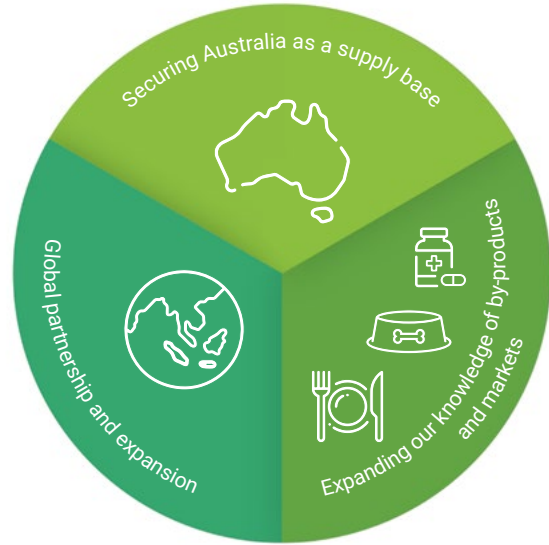 Securing Australia as a supply base
Expanding our knowledge of by-products
and markets
Global partnership and expansion